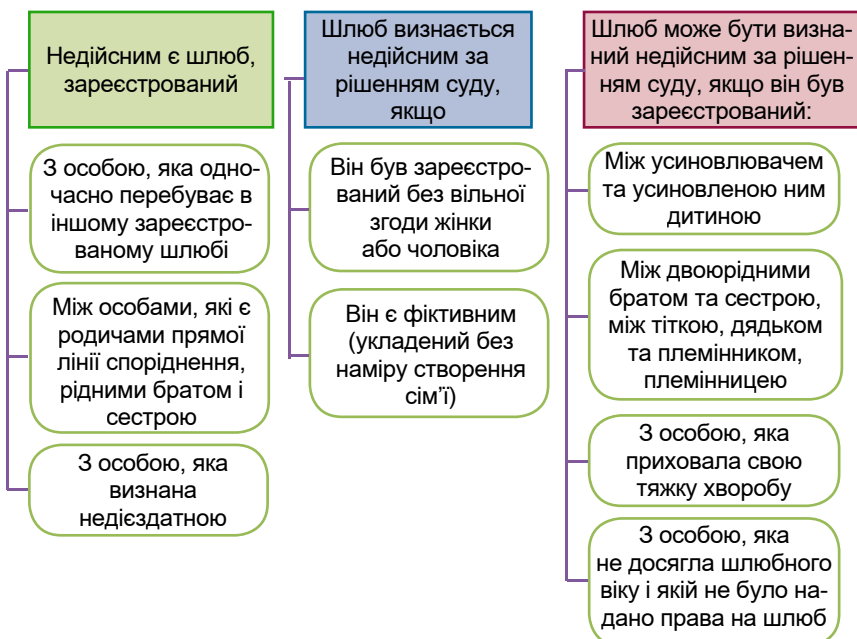 Недійсним є шлюб,
зареєстрований
З особою, яка одно-
часно перебуває в
іншому зареєстро-
ваному шлюбі
Між особами, які є
родичами прямої
лінії споріднення,
рідними братом і
сестрою
З особою, яка
визнана
недієздатною
Шлюб визнається
недійсним за
рішенням суду,
якщо
Він був зареєстро-
ваний без вільної
згоди жінки
або чоловіка
Він є фіктивним
(укладений без
наміру створення
сім’ї)
Шлюб може бути визна-
ний недійсним за рішен-
ням суду, якщо він був
зареєстрований:
Між усиновлювачем
та усиновленою ним
дитиною
Між двоюрідними
братом та сестрою,
між тіткою, дядьком
та племінником,
племінницею
З особою, яка
приховала свою
тяжку хворобу
З особою, яка
не досягла шлюбного
віку і якій не було на-
дано права на шлюб